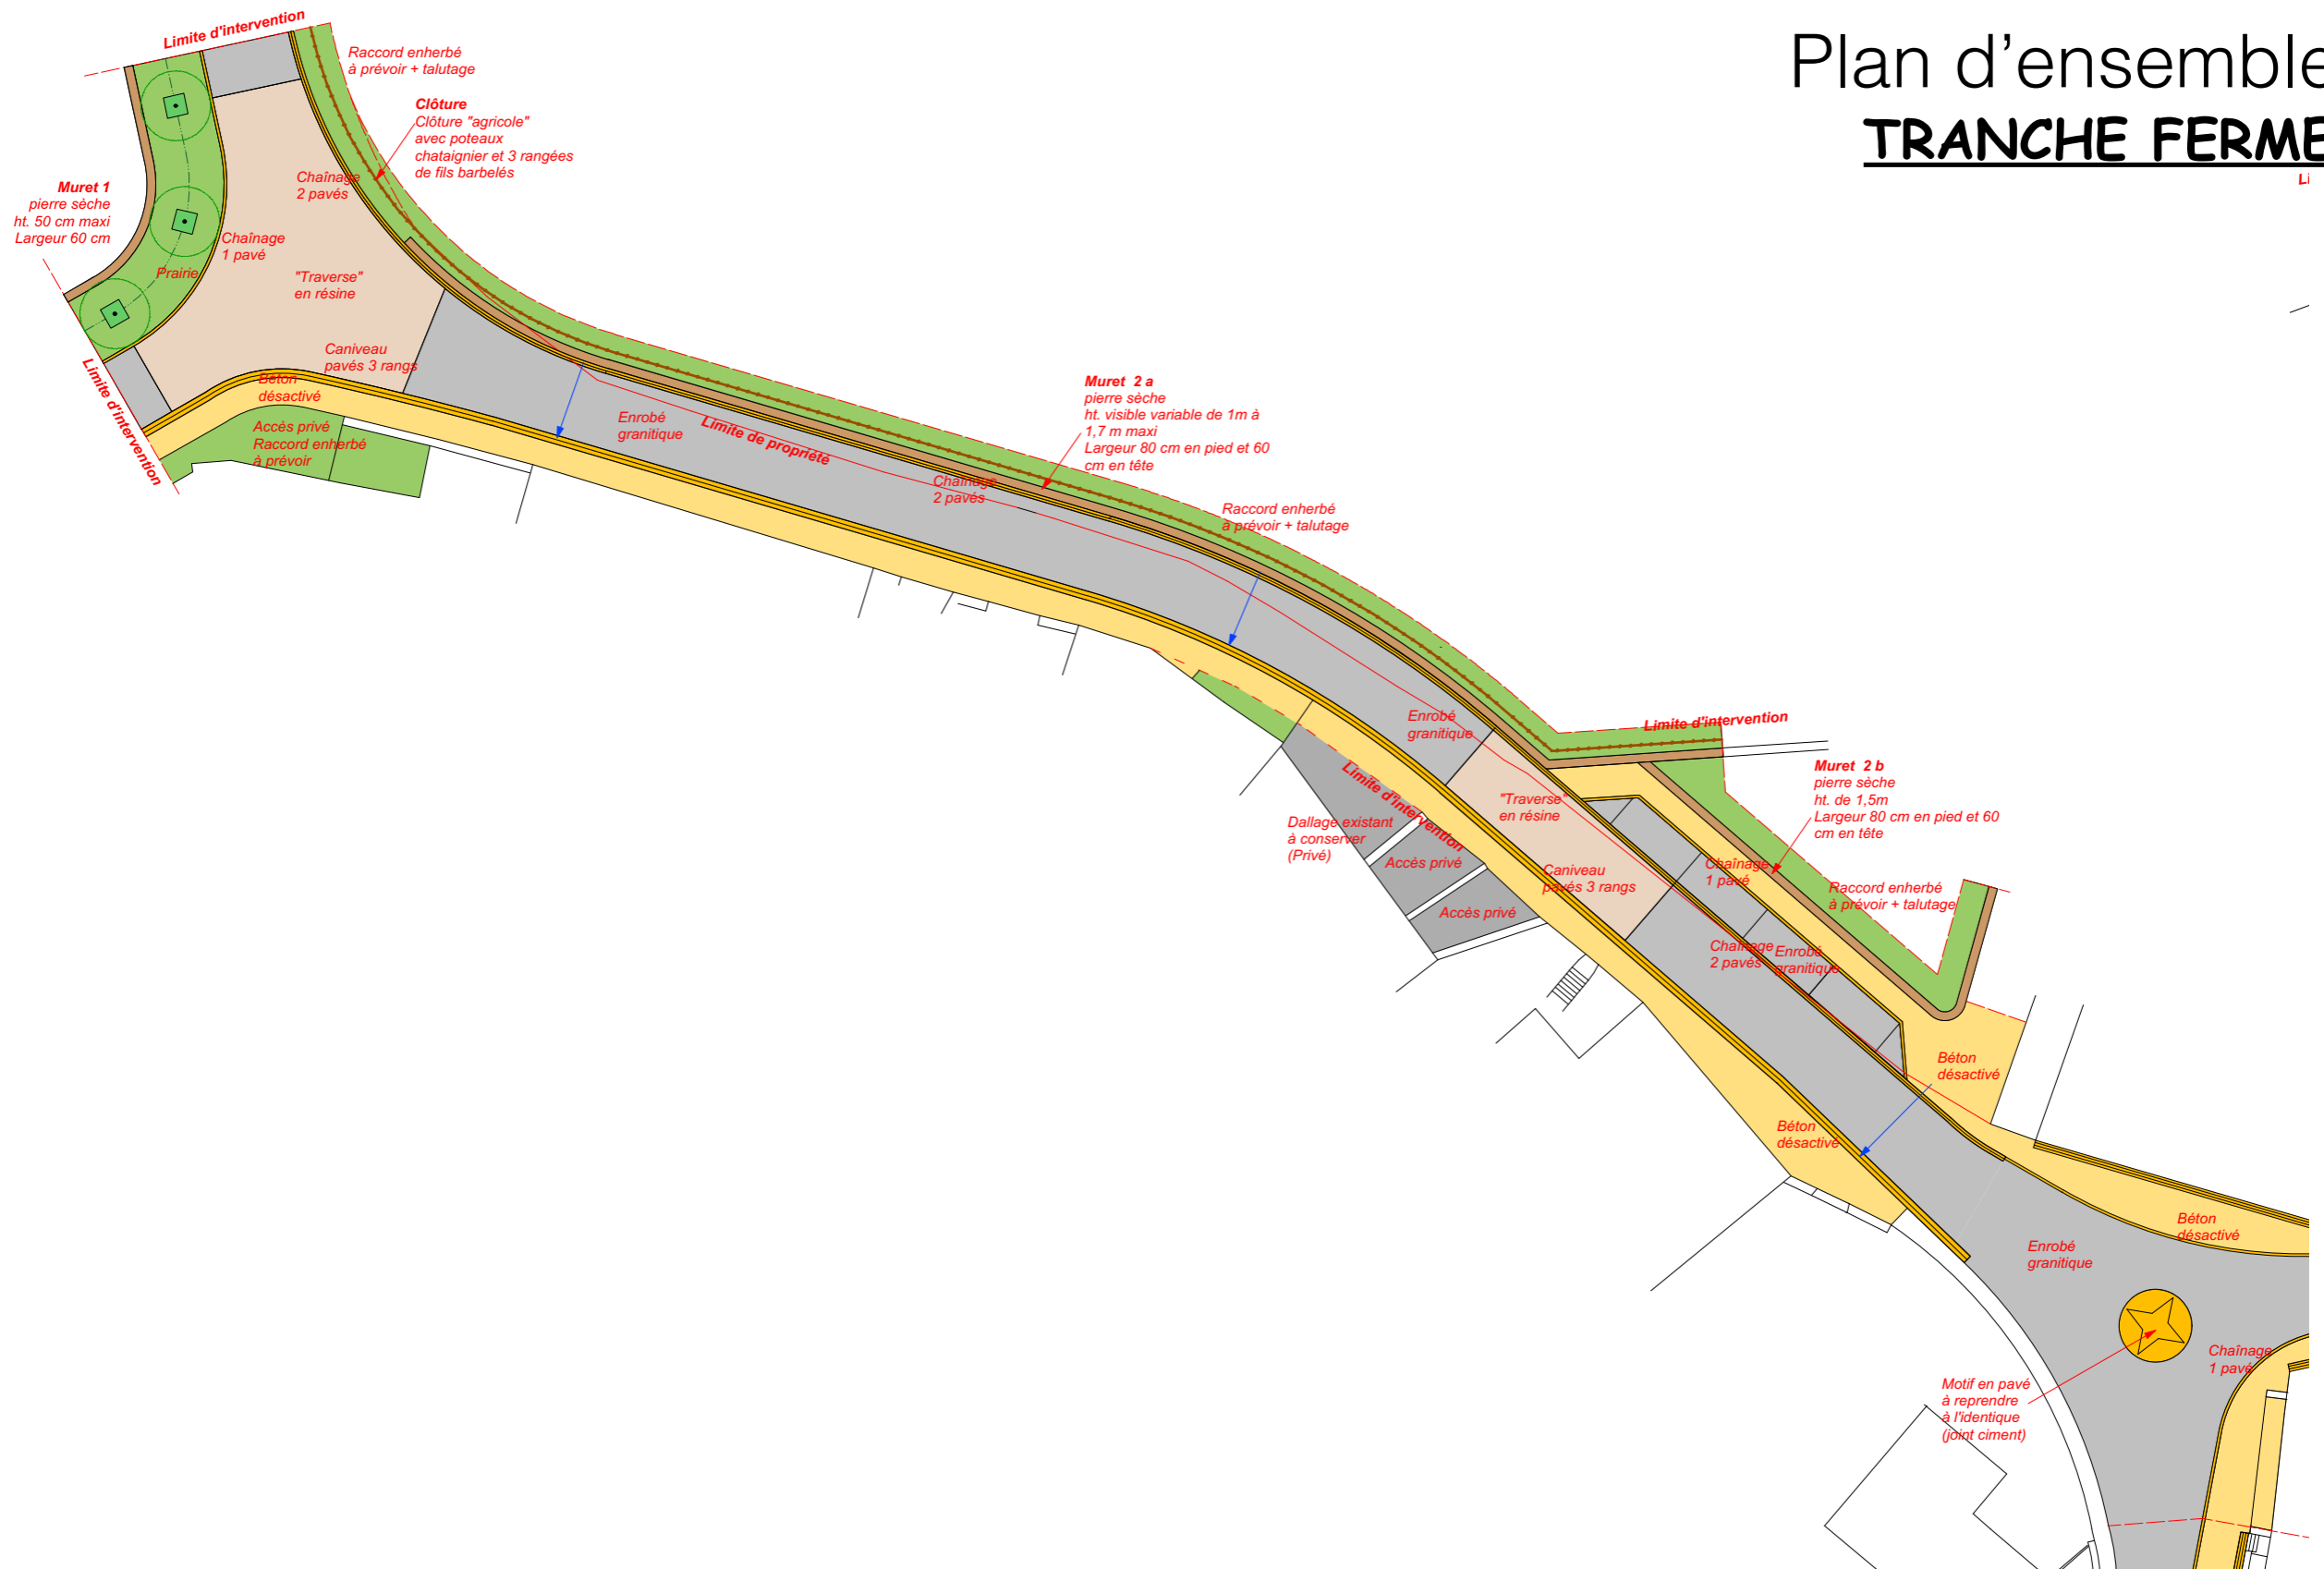 Plan d'ensemble
TRANCHE FERME
Li
Limite d'intervention
Raccord enherbé
à prévoir + talutage
Clôture
Clôture "agricole"
avec poteaux
chataignier et 3 rangées
de fils barbelés
Chaînage
2 pavés
Muret 1
pierre sèche
ht. 50 cm maxi
Largeur 60 cm
Chaînage
1 pavé
Prairie
"Traverse"
en résine
Caniveau
pavés 3 rangs
Béton
désactivé
Limite d'intervention
Accès privé
Raccord enherbé
à prévoir
Enrobé
granitique
Limite de propriété
Muret 2 a
pierre sèche
ht. visible variable de 1m à
1,7 m maxi
Largeur 80 cm en pied et 60
cm en tête
Chaînage
2 pavés
Raccord enherbé
à prévoir + talutage
Enrobé
granitique
Limite d'intervention
Muret 2 b
pierre sèche
ht. de 1,5m
Largeur 80 cm en pied et 60
cm en tête
Limite d'intervention
"Traverse"
en résine
Dallage existant
à conserver
(Privé)
Accès privé
Accès privé
Caniveau
pavés 3 rangs
Chaînage
1 pavé
Raccord enherbé
à prévoir + talutage
Chaînage
2 pavés
Enrobé
granitique
Béton
désactivé
Béton
désactivé
Béton
désactivé
Enrobé
granitique
Chaînage
1 pavé
Motif en pavé
à reprendre
à l'identique
(joint ciment)